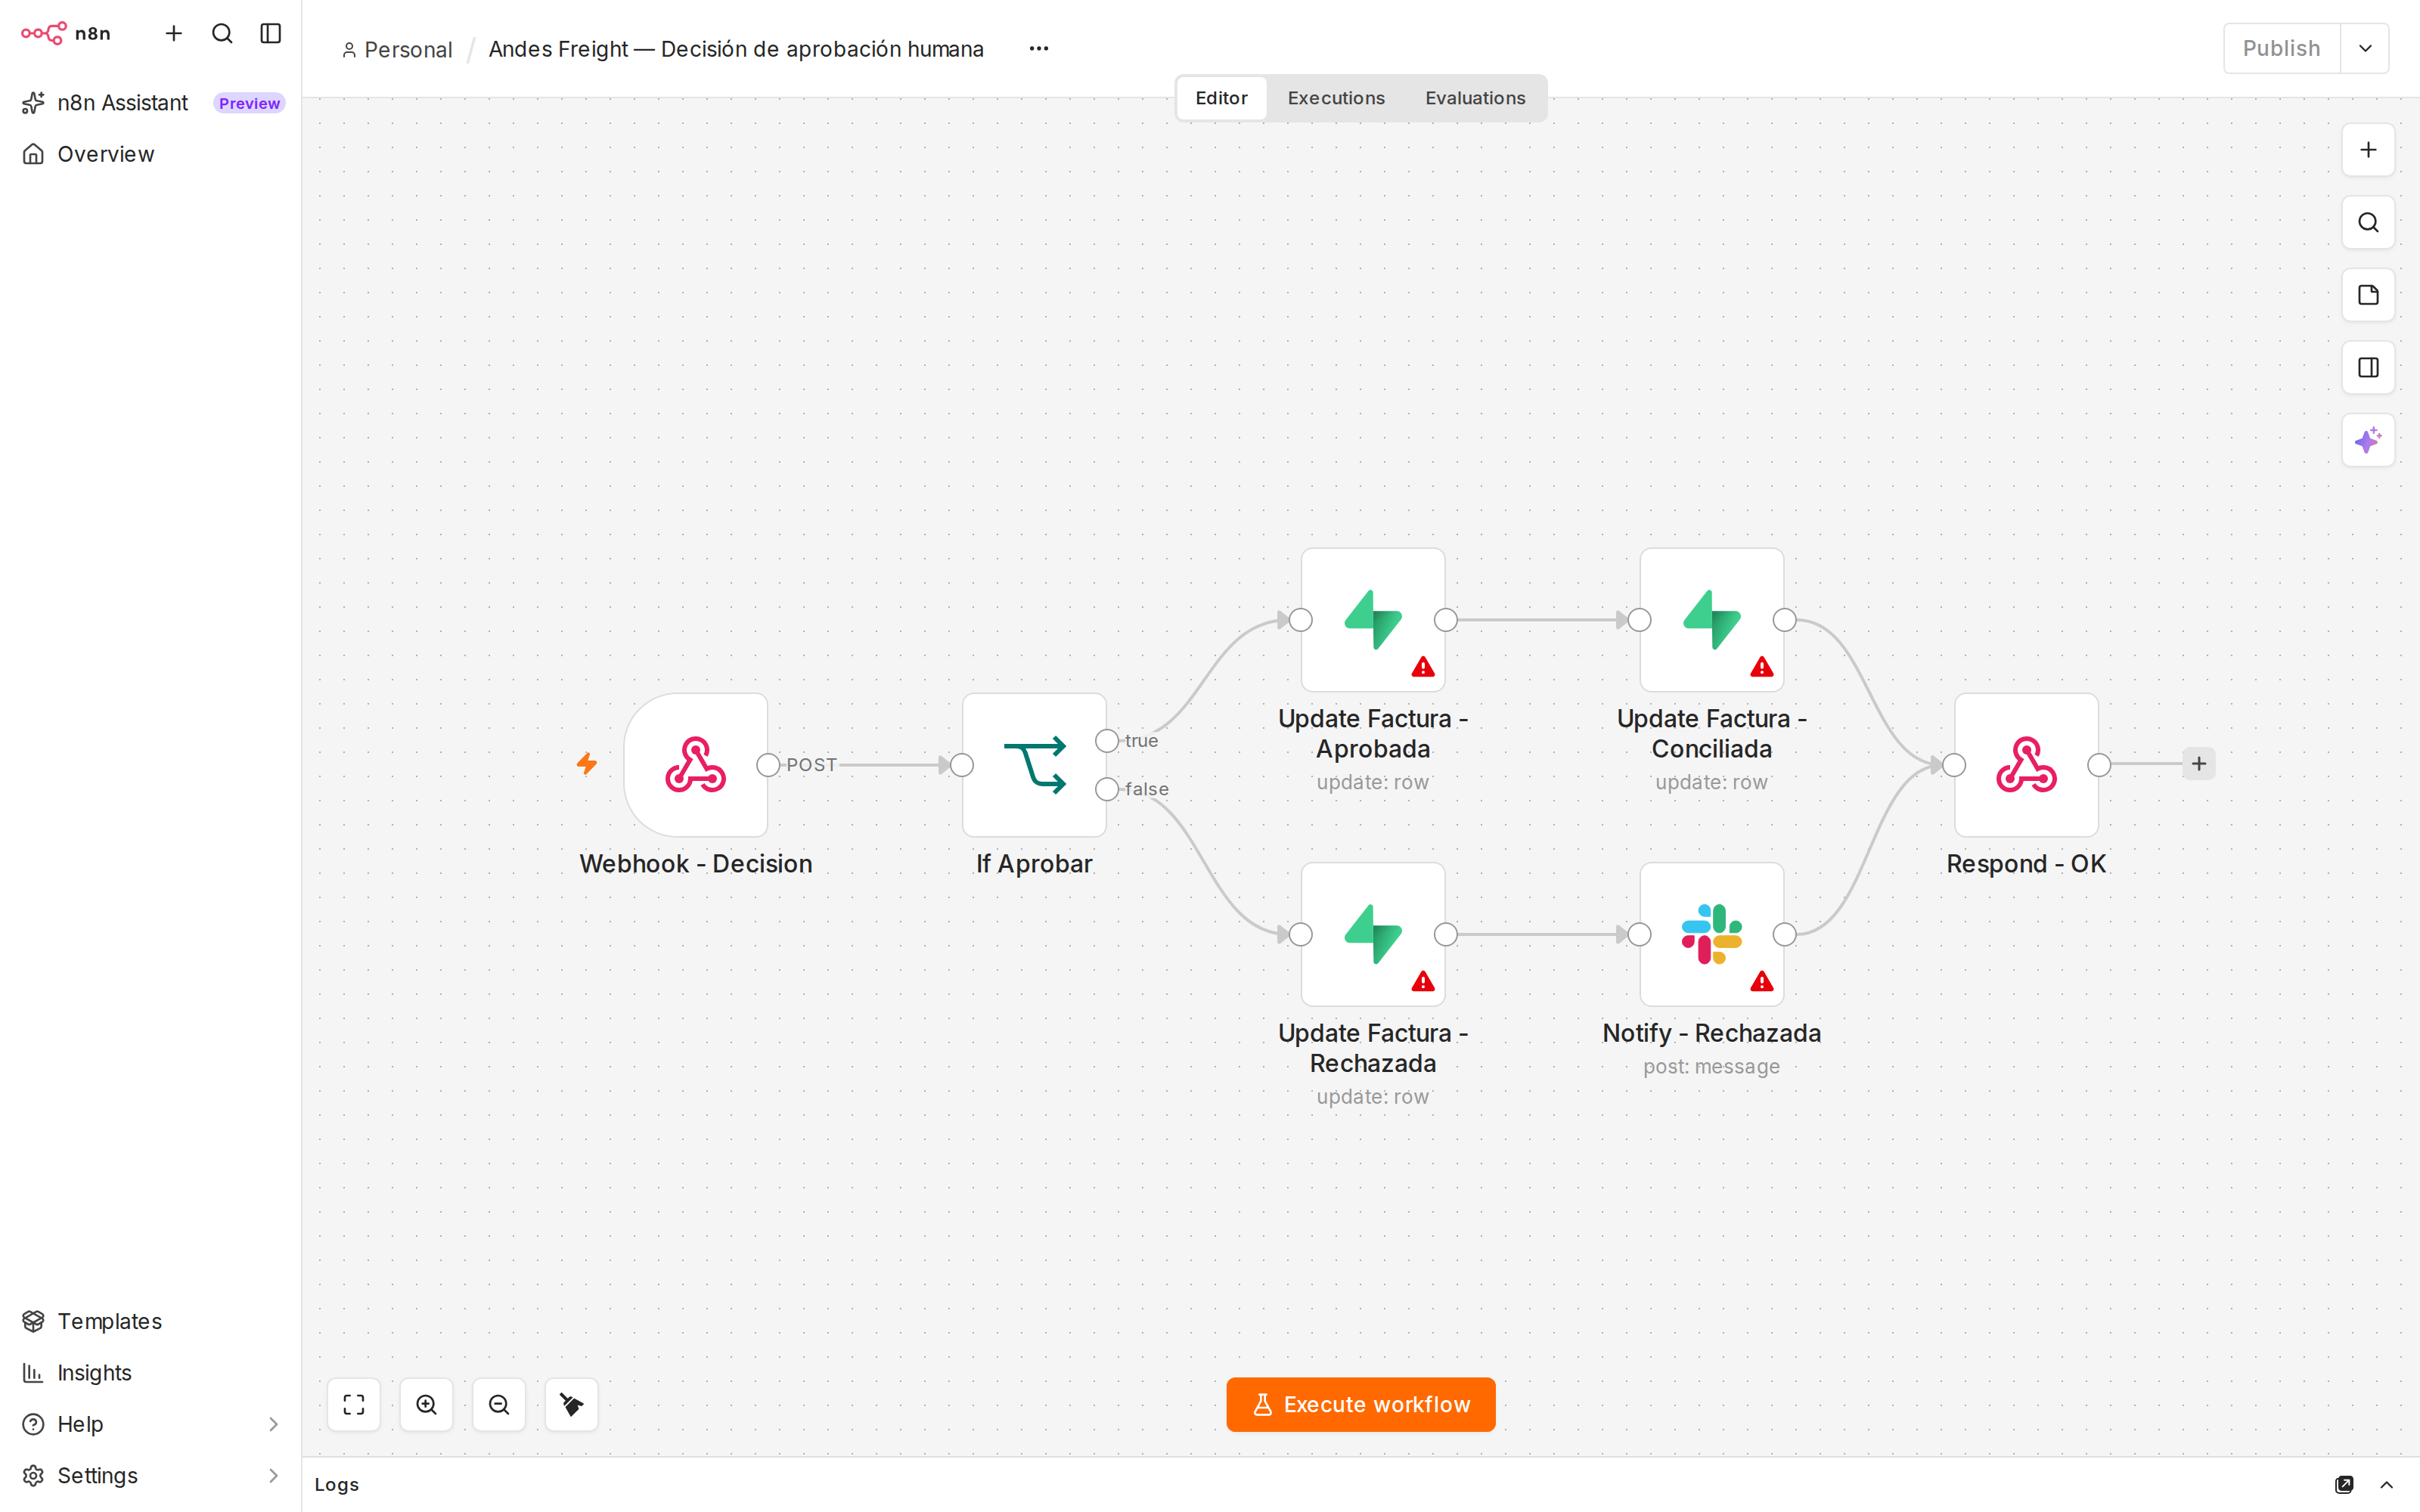 n8n
n8n Assistant
Preview
Overview
Templates
Insights
Help
Settings
Personal / Andes Freight — Decisión de aprobación humana
Publish
Editor
Executions
Evaluations
POST
Webhook - Decision
true
false
If Aprobar
Update Factura -
Aprobada
update: row
Update Factura -
Conciliada
update: row
Update Factura -
Rechazada
update: row
Notify - Rechazada
post: message
Respond - OK
Execute workflow
Logs